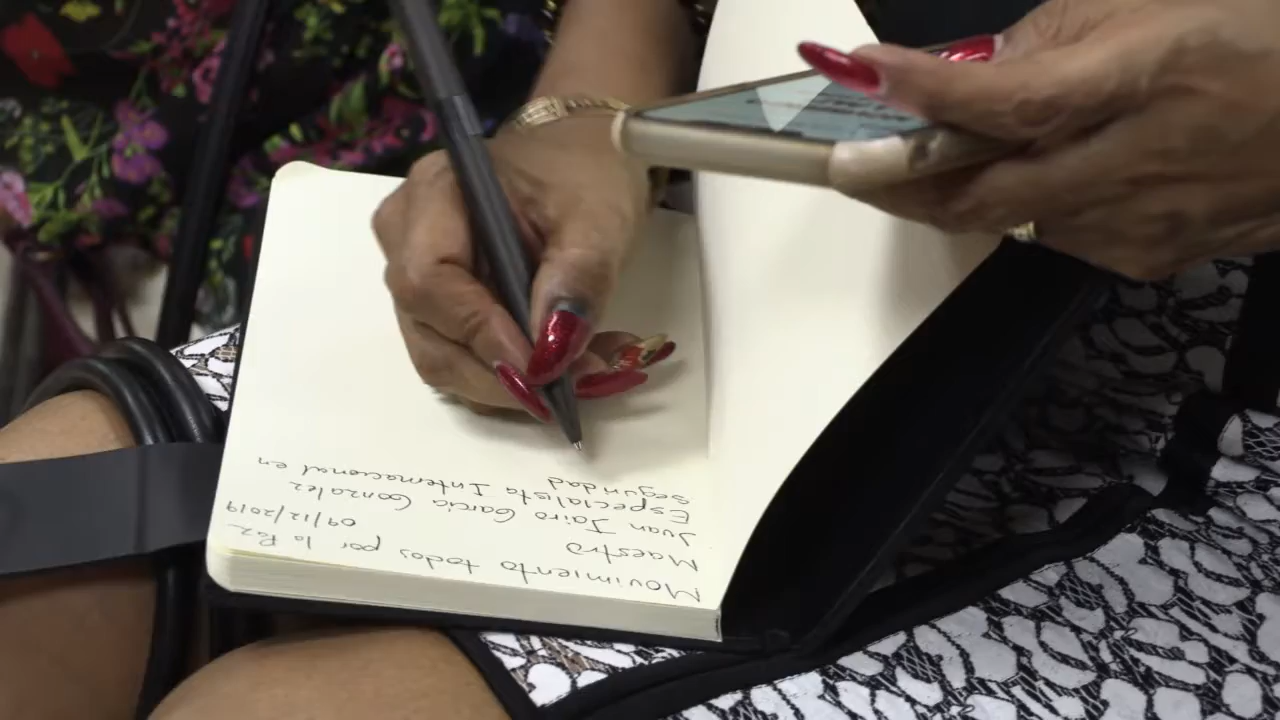 Movimiento todos por la Paz
09/12/2019
Maestro
Juan Jairo Garcia Gonzalez
Especialista Internacional en
Seguridad